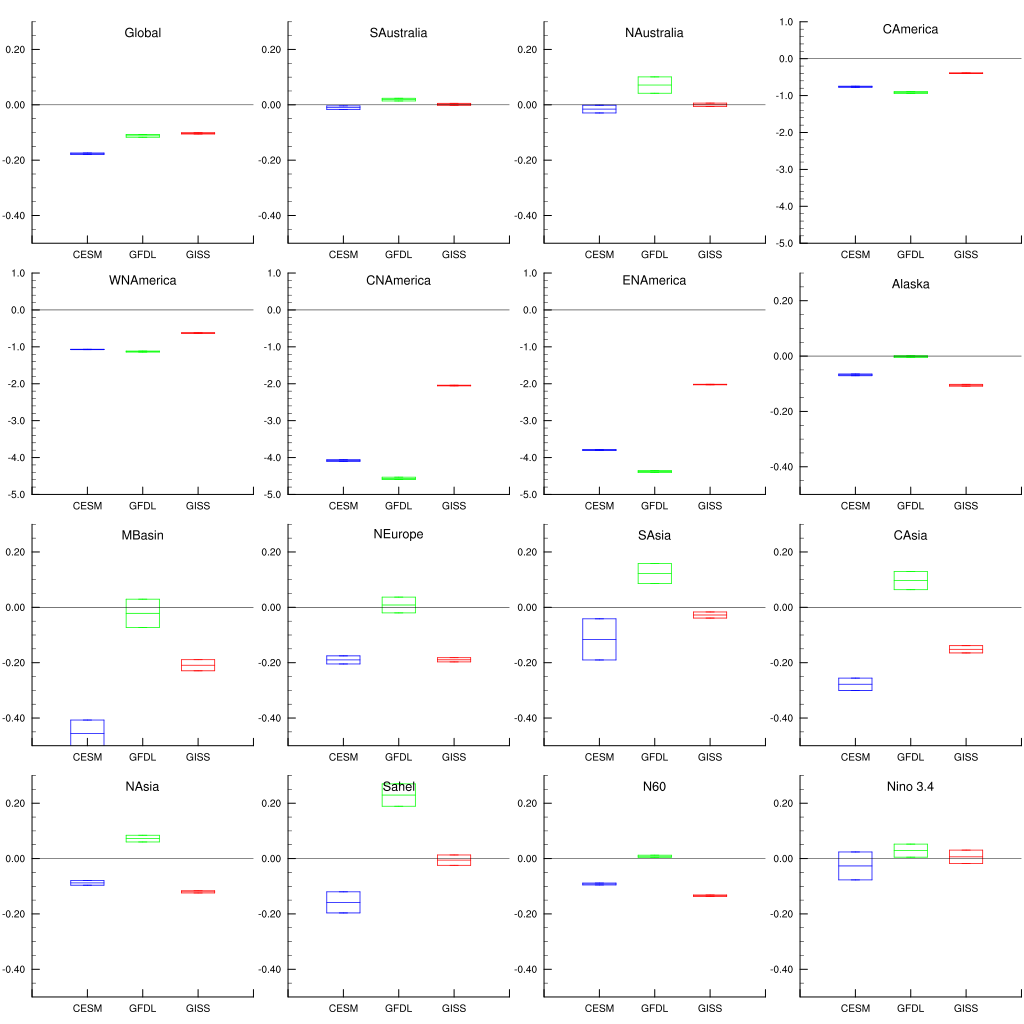 Global
0.20
0.00
-0.20
-0.40
CESM GFDL GISS
SAustralia
0.20
0.00
-0.20
-0.40
CESM GFDL GISS
NAustralia
0.20
0.00
-0.20
-0.40
CESM GFDL GISS
CAmerica
1.0
0.0
-1.0
-2.0
-3.0
-4.0
-5.0
CESM GFDL GISS
WNAmerica
1.0
0.0
-1.0
-2.0
-3.0
-4.0
-5.0
CESM GFDL GISS
CNAmerica
1.0
0.0
-1.0
-2.0
-3.0
-4.0
-5.0
CESM GFDL GISS
ENAmerica
1.0
0.0
-1.0
-2.0
-3.0
-4.0
-5.0
CESM GFDL GISS
Alaska
0.20
0.00
-0.20
-0.40
CESM GFDL GISS
MBasin
0.20
0.00
-0.20
-0.40
CESM GFDL GISS
NEurope
0.20
0.00
-0.20
-0.40
CESM GFDL GISS
SAsia
0.20
0.00
-0.20
-0.40
CESM GFDL GISS
CAsia
0.20
0.00
-0.20
-0.40
CESM GFDL GISS
NAsia
0.20
0.00
-0.20
-0.40
CESM GFDL GISS
Sahel
0.20
0.00
-0.20
-0.40
CESM GFDL GISS
N60
0.20
0.00
-0.20
-0.40
CESM GFDL GISS
Nino 3.4
0.20
0.00
-0.20
-0.40
CESM GFDL GISS